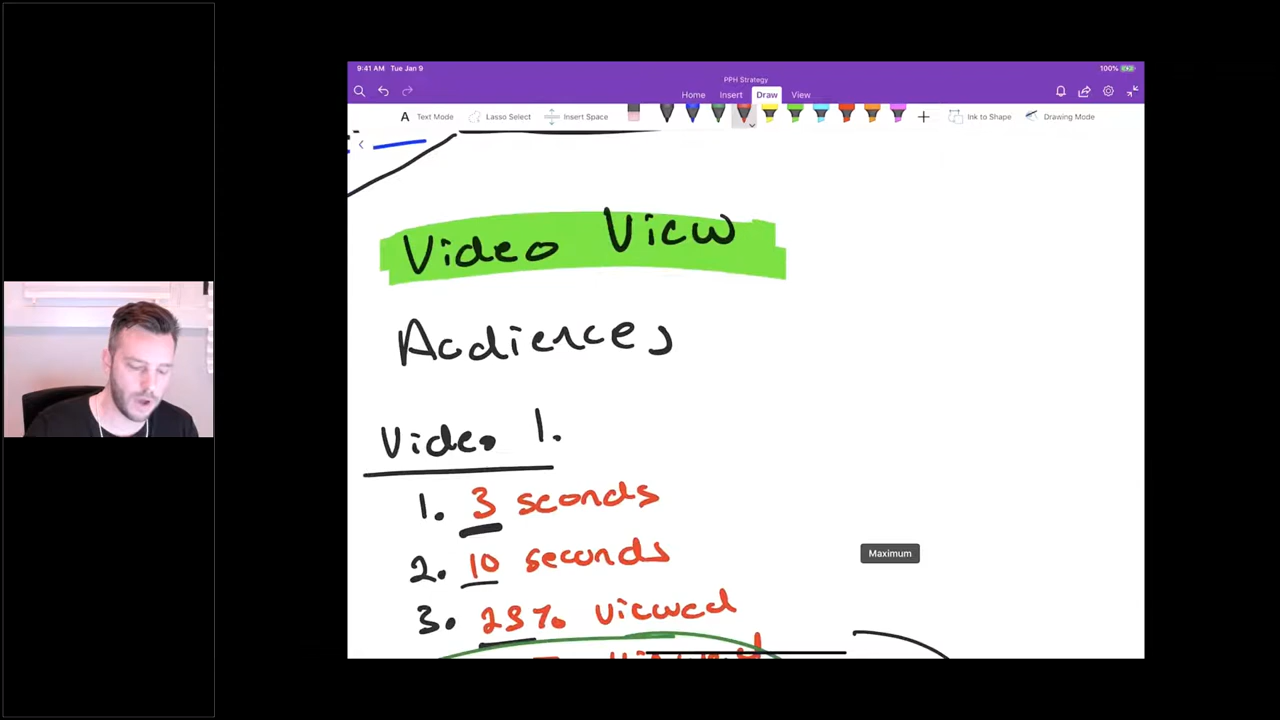 9:41 AM Tue Jan 9
100%
PPH Strategy
Home Insert Draw View
A Text Mode Lasso Select Insert Space Ink to Shape Drawing Mode
Video View
Audiences
Video 1.
1. 3 seconds
2. 10 seconds
Maximum
3. 25% viewed